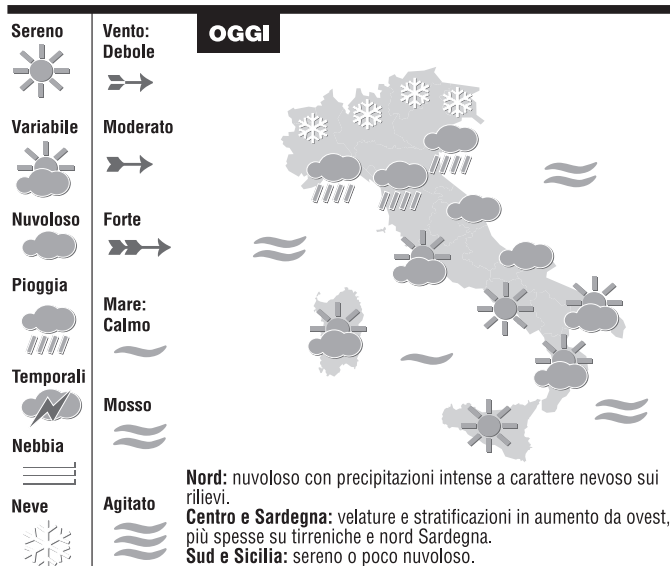 Sereno
Variabile
Nuvoloso
Pioggia
Temporali
Nebbia
Neve
Vento:
Debole
Moderato
Forte
Mare:
Calmo
Mosso
Agitato
OGGI
Nord: nuvoloso con precipitazioni intense a carattere nevoso sui
rilievi.
Centro e Sardegna: velature e stratificazioni in aumento da ovest,
più spesse su tirreniche e nord Sardegna.
Sud e Sicilia: sereno o poco nuvoloso.